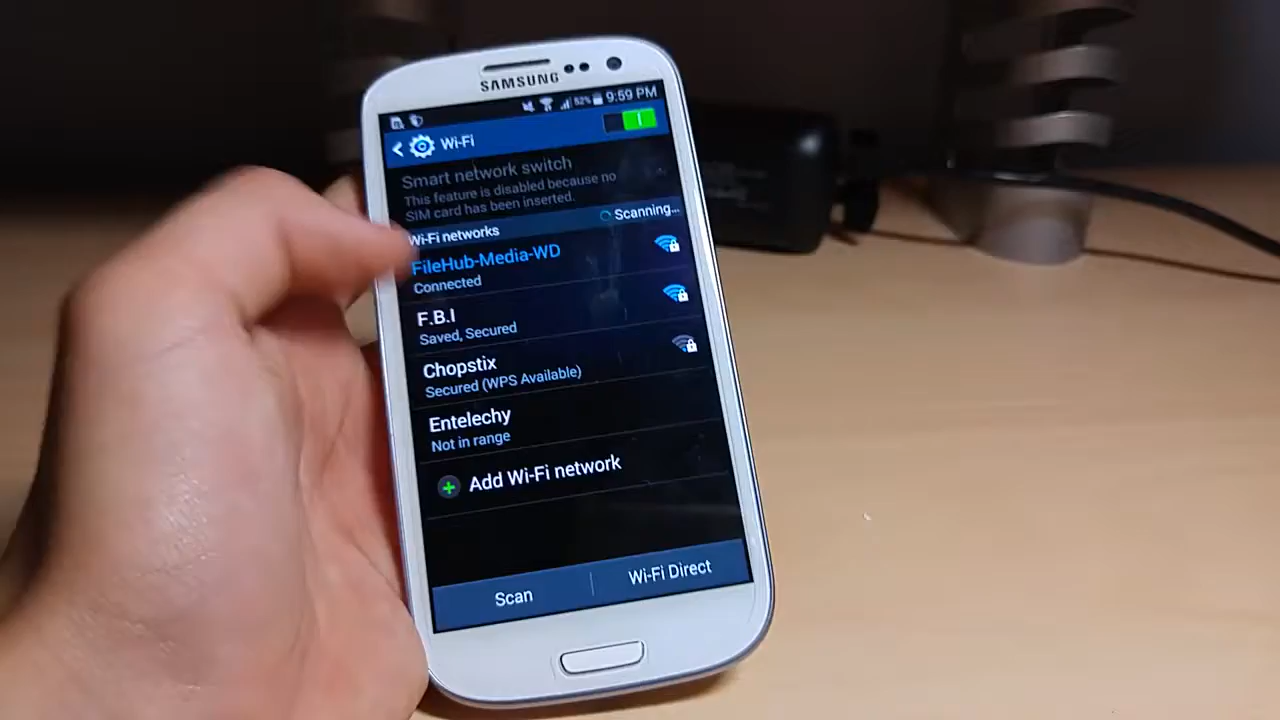 SAMSUNG
52% 9:59 PM
Wi-Fi
Smart network switch
This feature is disabled because no
SIM card has been inserted.
Wi-Fi networks Scanning...
FileHub-Media-WD
Connected
F.B.I
Saved, Secured
Chopstix
Secured (WPS Available)
Entelechy
Not in range
Add Wi-Fi network
Scan Wi-Fi Direct